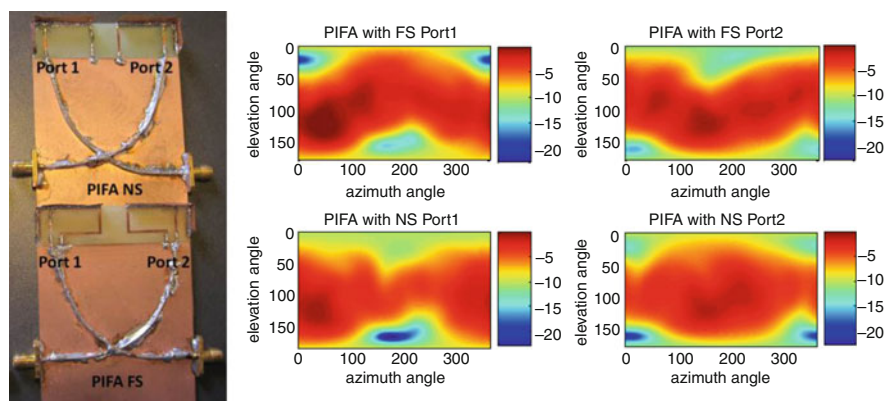 Port 1 Port 2
PIFA NS
Port 1 Port 2
PIFA FS
PIFA with FS Port1
0
50
100
150
elevation angle
0 100 200 300
azimuth angle
−5
−10
−15
−20
PIFA with FS Port2
0
50
100
150
elevation angle
0 100 200 300
azimuth angle
−5
−10
−15
−20
PIFA with NS Port1
0
50
100
150
elevation angle
0 100 200 300
azimuth angle
−5
−10
−15
−20
PIFA with NS Port2
0
50
100
150
elevation angle
0 100 200 300
azimuth angle
−5
−10
−15
−20